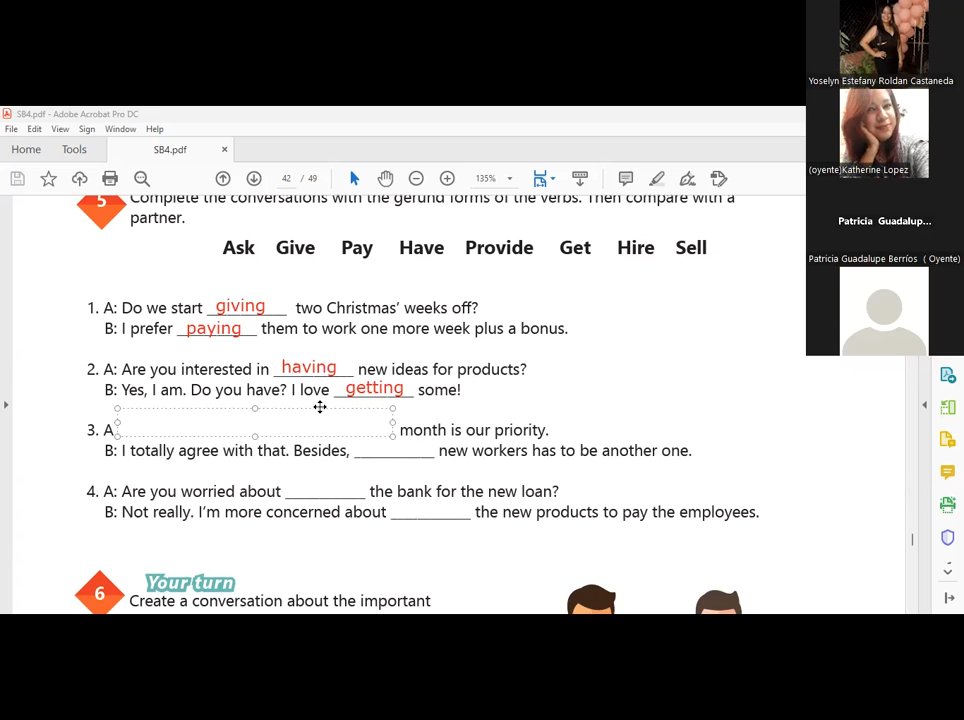 Yoselyn Estefany Roldan Castaneda
(oyente)Katherine Lopez
Patricia Guadalup...
Patricia Guadalupe Berríos ( Oyente)
SB4.pdf - Adobe Acrobat Pro DC
File Edit View Sign Window Help
Home Tools SB4.pdf ×
42 / 49 135%
5 Complete the conversations with the gerund forms of the verbs. Then compare with a
partner.
Ask Give Pay Have Provide Get Hire Sell
1. A: Do we start giving two Christmas’ weeks off?
B: I prefer paying them to work one more week plus a bonus.
2. A: Are you interested in having new ideas for products?
B: Yes, I am. Do you have? I love getting some!
3. A month is our priority.
B: I totally agree with that. Besides, __________ new workers has to be another one.
4. A: Are you worried about __________ the bank for the new loan?
B: Not really. I’m more concerned about __________ the new products to pay the employees.
6 Your turn
Create a conversation about the important